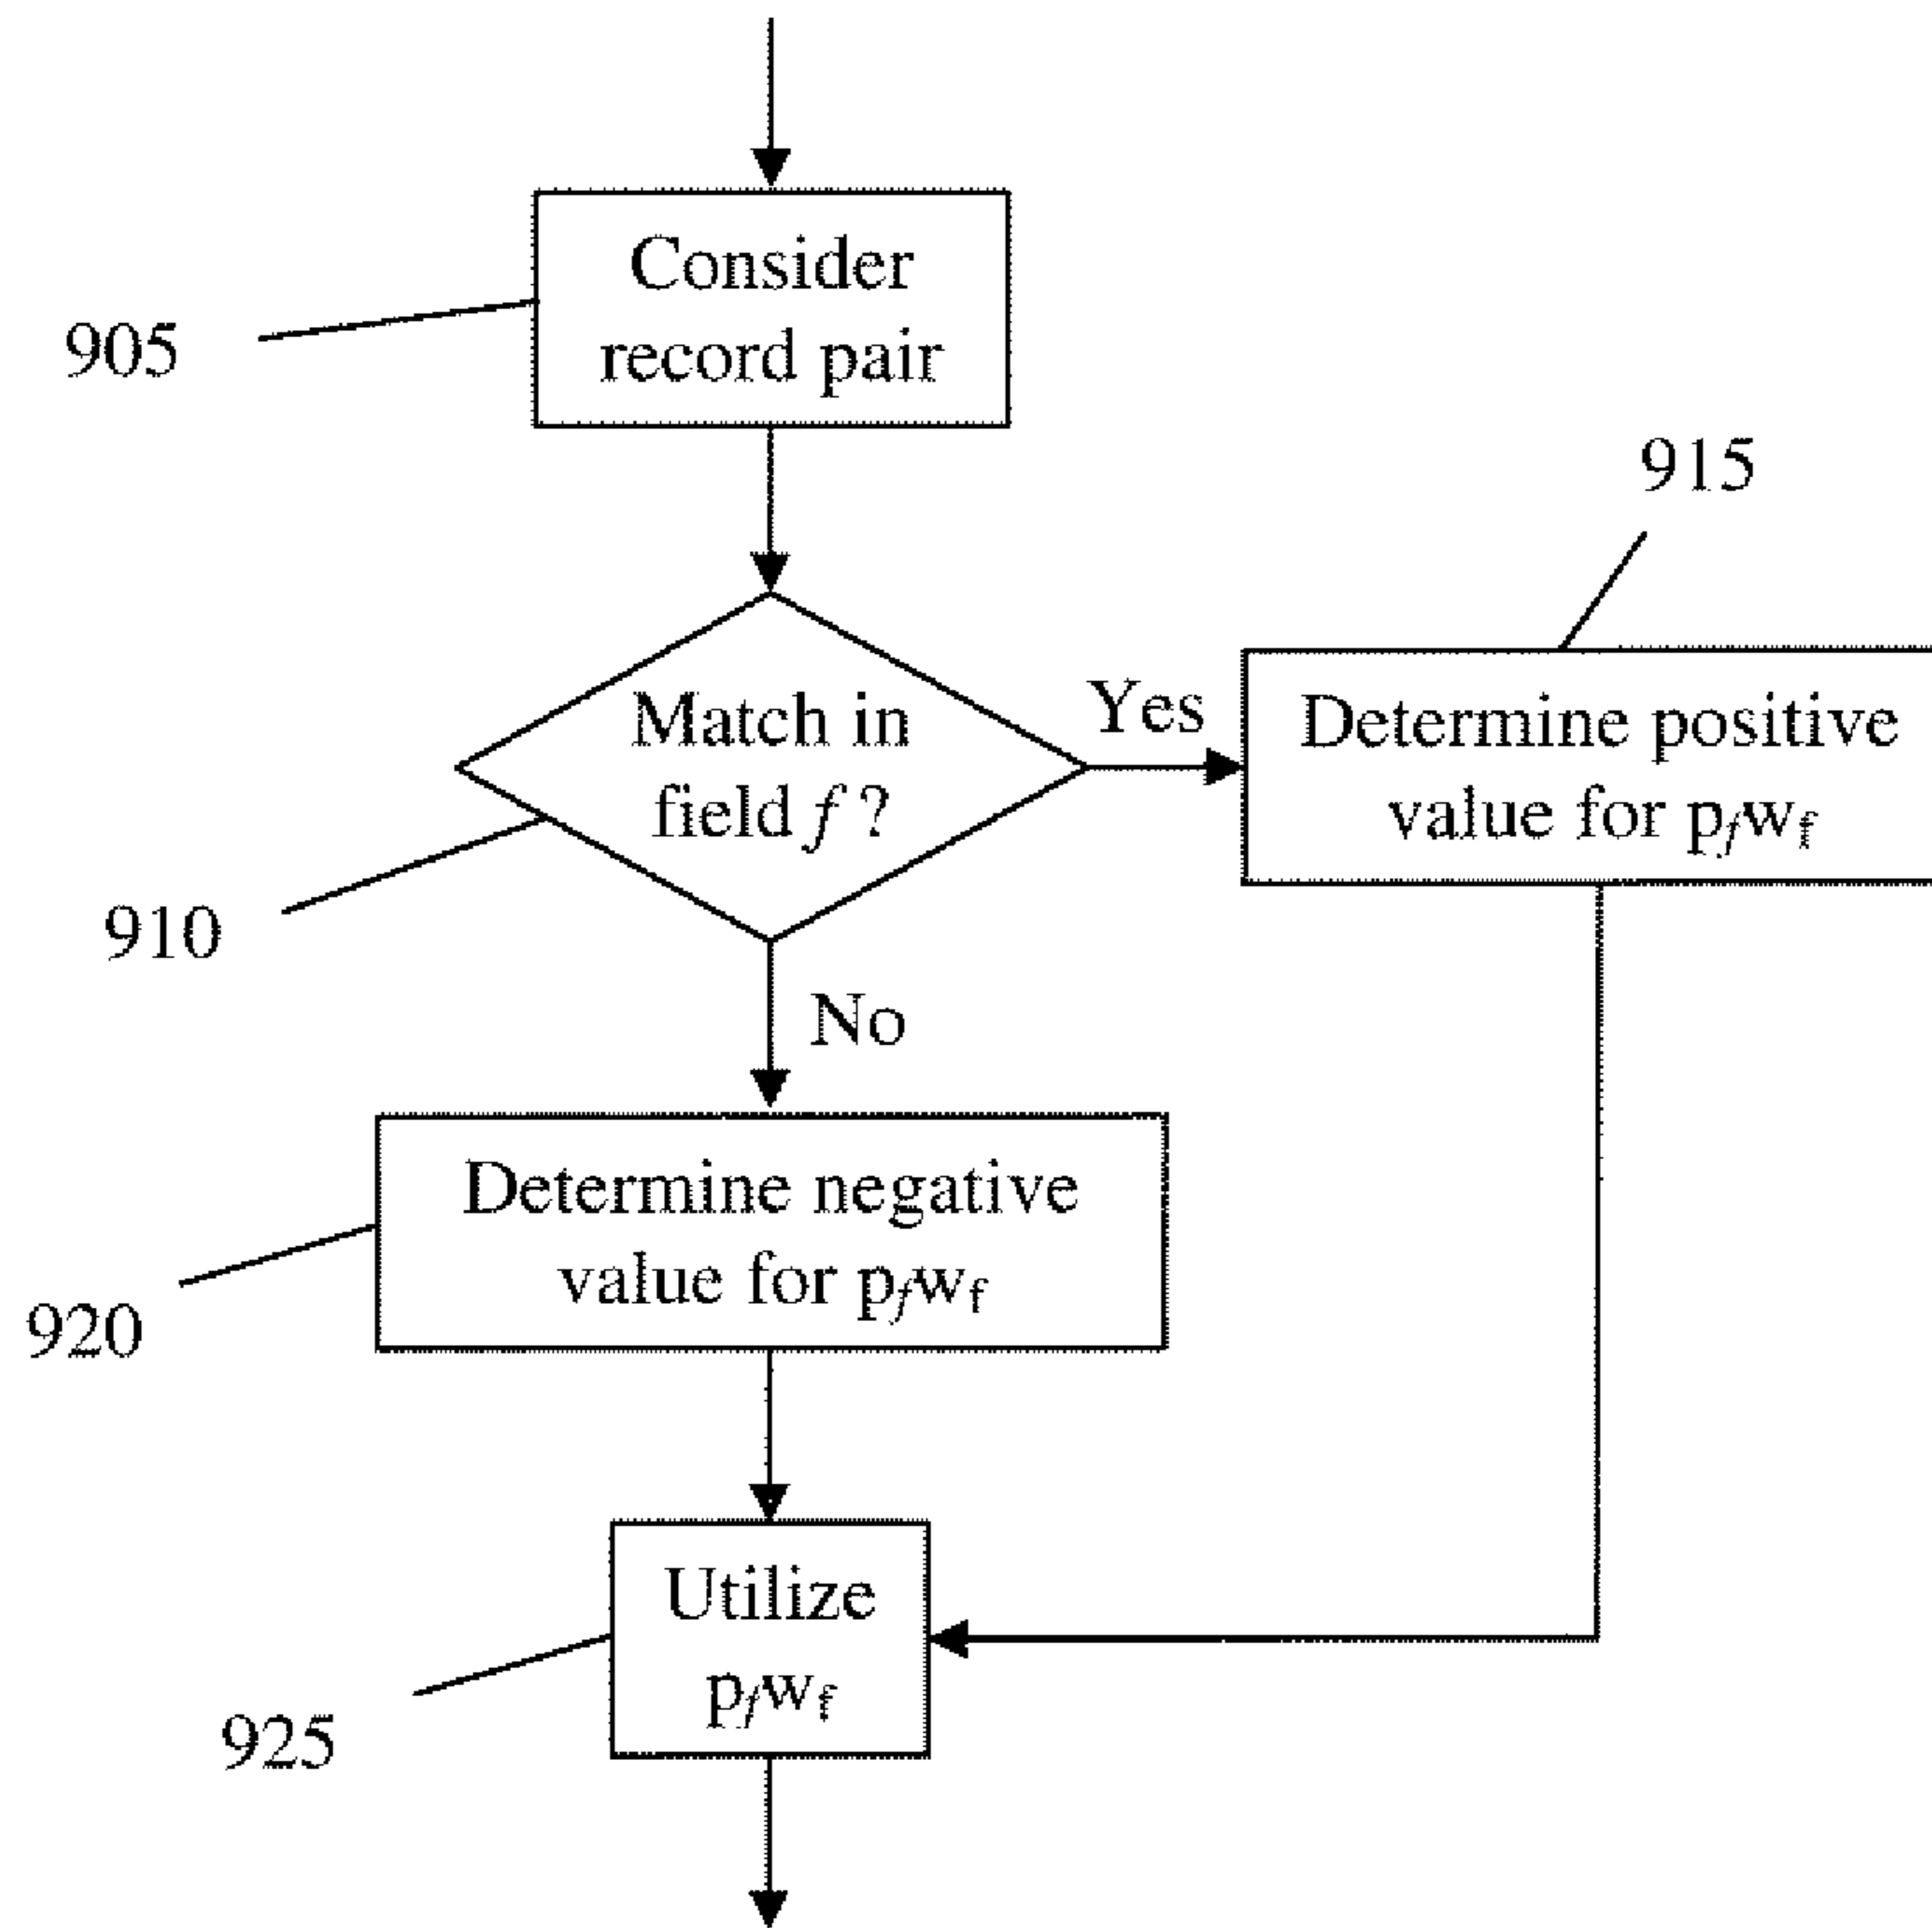 Consider
record pair
905
915
Match in
field f ?
Yes
Determine positive
value for pfwf
910
No
Determine negative
value for pfwf
920
Utilize
pfwf
925